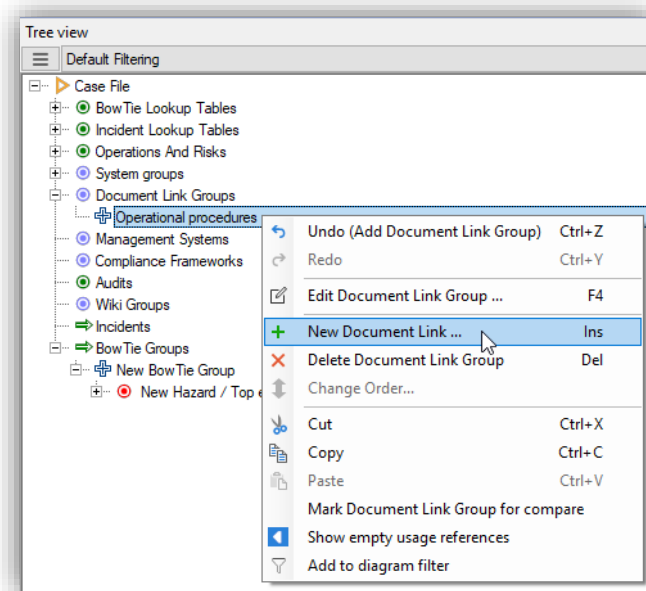 Tree view
Default Filtering
Case File
BowTie Lookup Tables
Incident Lookup Tables
Operations And Risks
System groups
Document Link Groups
Operational procedures
Management Systems
Compliance Frameworks
Audits
Wiki Groups
Incidents
BowTie Groups
New BowTie Group
New Hazard / Top e
Undo (Add Document Link Group) Ctrl+Z
Redo Ctrl+Y
Edit Document Link Group ... F4
New Document Link ... Ins
Delete Document Link Group Del
Change Order...
Cut Ctrl+X
Copy Ctrl+C
Paste Ctrl+V
Mark Document Link Group for compare
Show empty usage references
Add to diagram filter